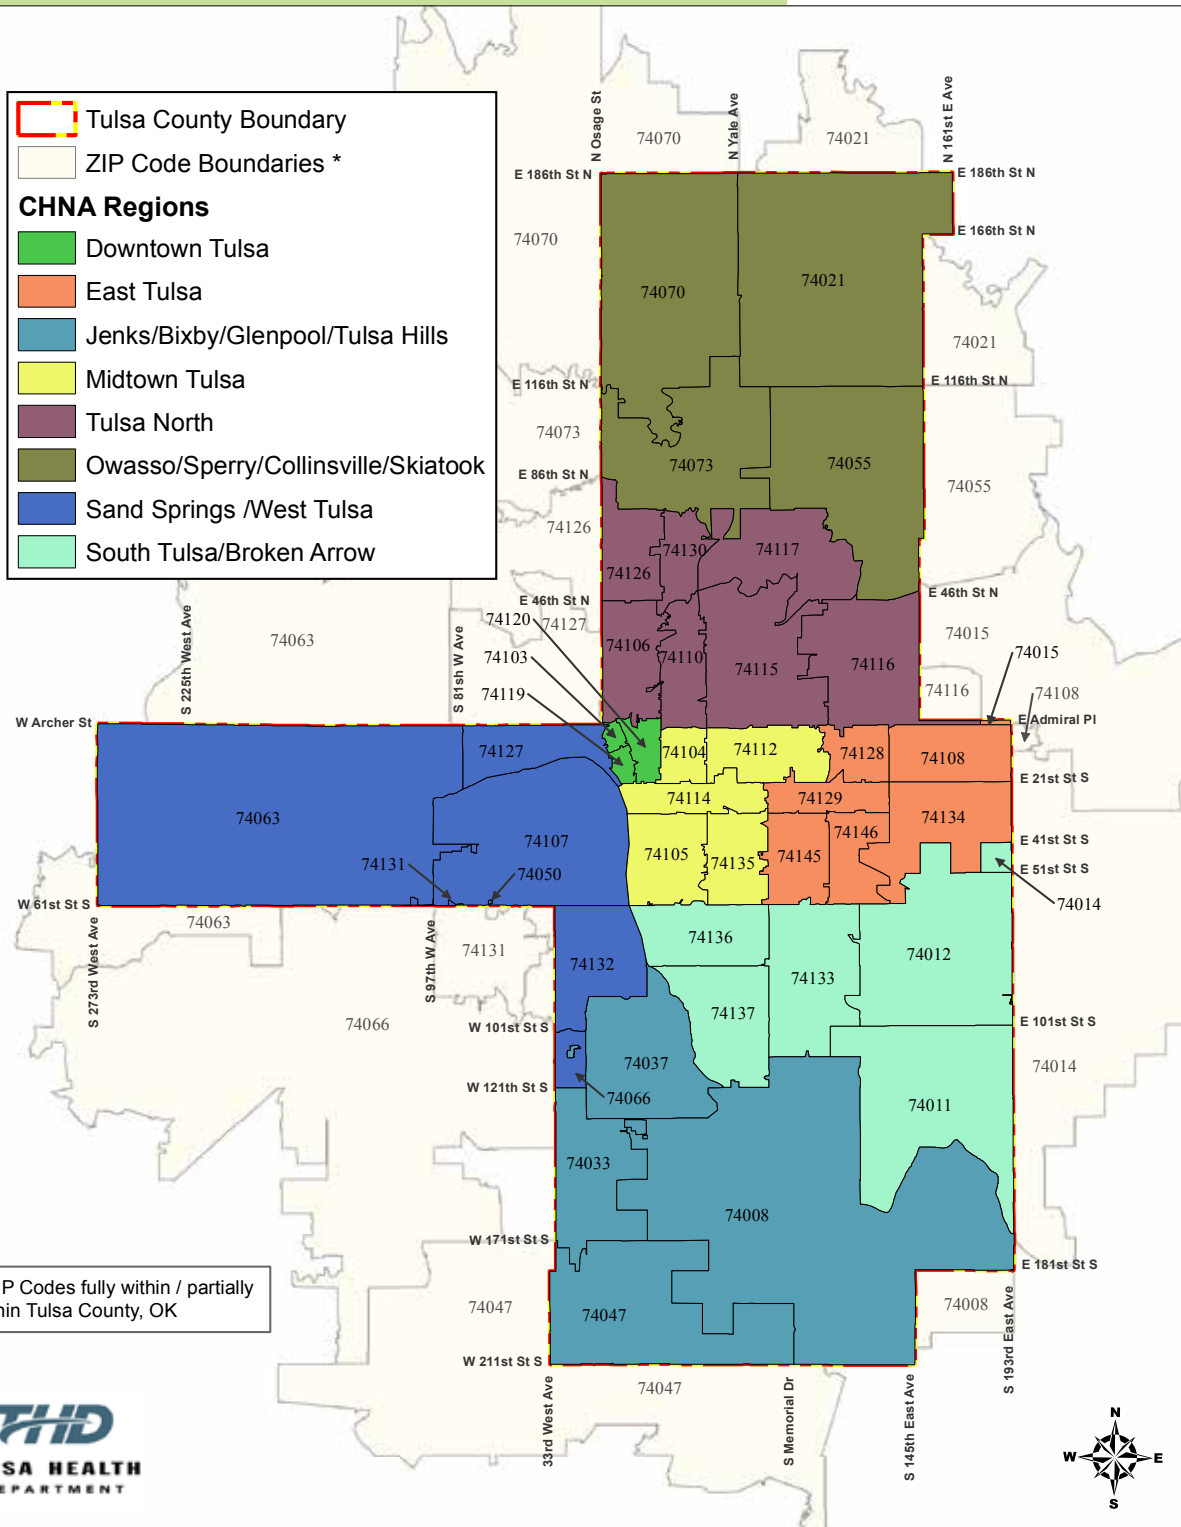 Tulsa County Boundary
ZIP Code Boundaries *
CHNA Regions
Downtown Tulsa
East Tulsa
Jenks/Bixby/Glenpool/Tulsa Hills
Midtown Tulsa
Tulsa North
Owasso/Sperry/Collinsville/Skiatook
Sand Springs /West Tulsa
South Tulsa/Broken Arrow
N Osage St
N Yale Ave
N 161st E Ave
74070
74021
E 186th St N
E 186th St N
E 166th St N
74070
74070
74021
74021
E 116th St N
E 116th St N
74073
74073
74055
74055
E 86th St N
74126
74130
74117
74126
E 46th St N
E 46th St N
74120
74127
74063
74015
74103
74106
74110
74115
74116
74015
74119
74116
74108
S 225th West Ave
S 81sh W Ave
W Archer St
E Admiral Pl
74127
74104
74112
74128
74108
E 21st St S
74114
74129
74063
74107
74134
74146
E 41st St S
74131
74050
74105
74135
74145
E 51st St S
W 61st St S
74014
74063
74131
74136
74132
74012
74133
S 273rd West Ave
S 97th W Ave
74066
W 101st St S
74137
E 101st St S
74037
74014
W 121th St S
74066
74011
74033
74008
W 171st St S
E 181st St S
P Codes fully within / partially
hin Tulsa County, OK
74047
74047
74008
W 211st St S
74047
33rd West Ave
S Memorial Dr
S 145th East Ave
S 193rd East Ave
THD
SA HEALTH
EPARTMENT
N
W
E
S